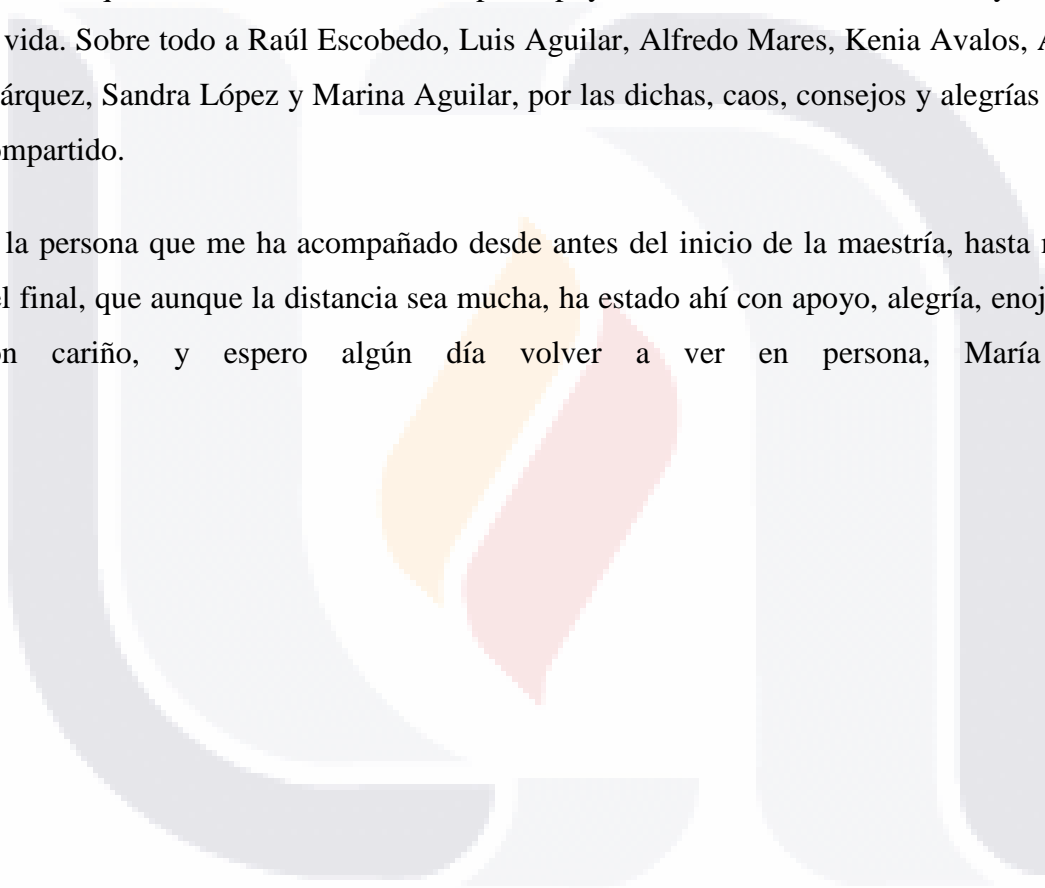 vida. Sobre todo a Raúl Escobedo, Luis Aguilar, Alfredo Mares, Kenia Avalos,
árquez, Sandra López y Marina Aguilar, por las dichas, caos, consejos y alegrías
ompartido.
la persona que me ha acompañado desde antes del inicio de la maestría, hasta
el final, que aunque la distancia sea mucha, ha estado ahí con apoyo, alegría, enoj
on cariño, y espero algún día volver a ver en persona, María